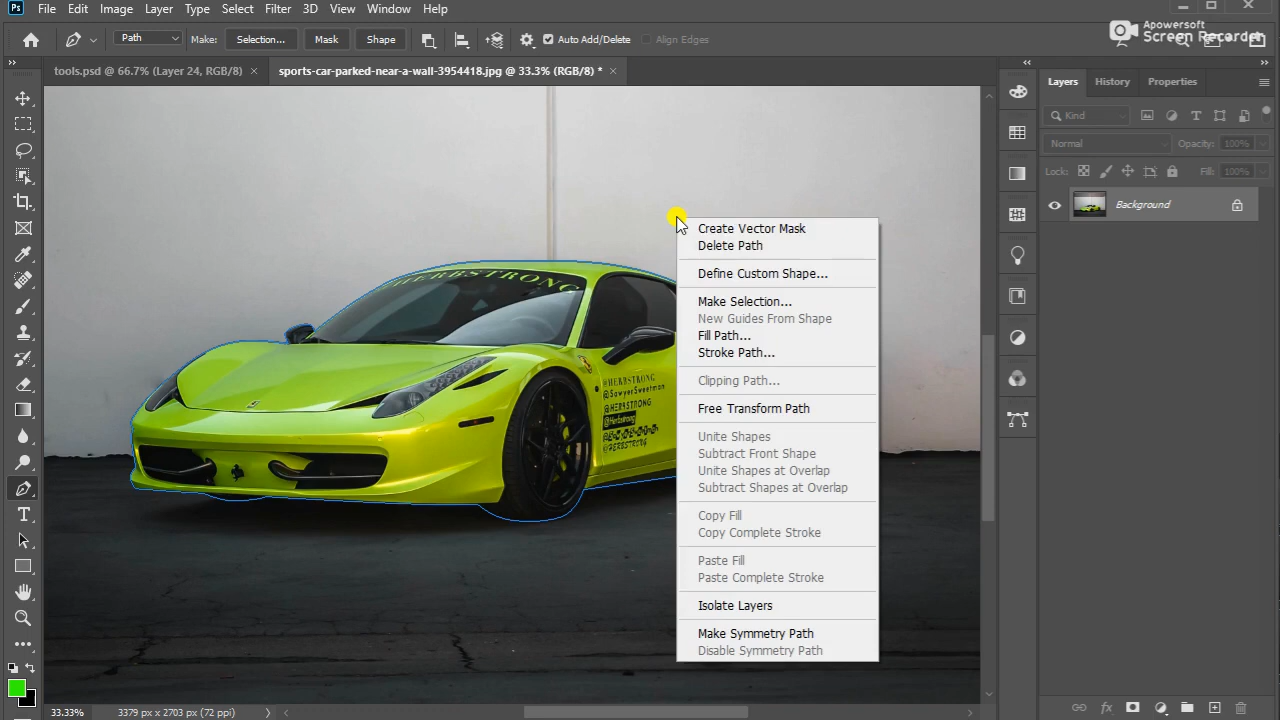 Ps File Edit Image Layer Type Select Filter 3D View Window Help
Apowersoft
Screen Recorder
Path Make: Selection... Mask Shape Auto Add/Delete Align Edges
tools.psd @ 66.7% (Layer 24, RGB/8) × sports-car-parked-near-a-wall-3954418.jpg @ 33.3% (RGB/8) * ×
Layers History Properties
Kind
Normal Opacity: 100%
Lock: Fill: 100%
Background
Create Vector Mask
Delete Path
Define Custom Shape...
Make Selection...
New Guides From Shape
Fill Path...
Stroke Path...
Clipping Path...
Free Transform Path
Unite Shapes
Subtract Front Shape
Unite Shapes at Overlap
Subtract Shapes at Overlap
Copy Fill
Copy Complete Stroke
Paste Fill
Paste Complete Stroke
Isolate Layers
Make Symmetry Path
Disable Symmetry Path
HERBSTRONG
@HERBSTRONG
@SawyerSweetman
@HERBSTRONG
@Herbstrong
@HERBSTRONG
33.33% 3379 px x 2703 px (72 ppi)